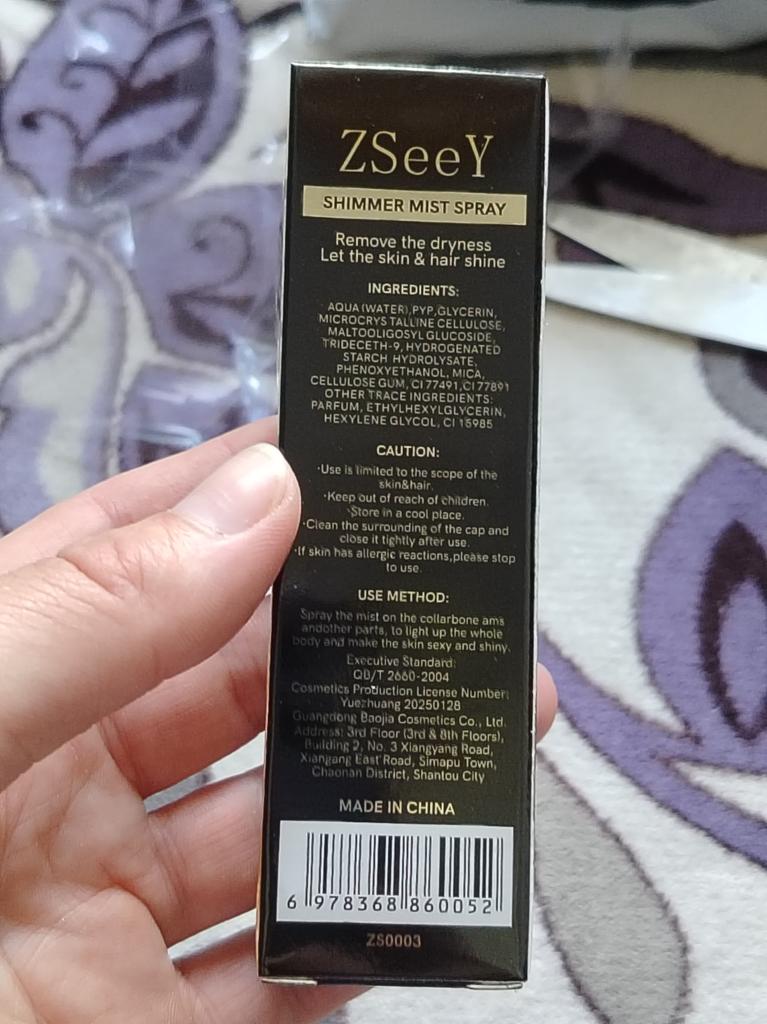 ZSeeY
SHIMMER MIST SPRAY
Remove the dryness
Let the skin & hair shine
INGREDIENTS:
AQUA (WATER),PYP,GLYCERIN,
MICROCRYS TALLINE CELLULOSE,
MALTOOLIGOSYL GLUCOSIDE,
TRIDECETH-9, HYDROGENATED
STARCH HYDROLYSATE,
PHENOXYETHANOL, MICA,
CELLULOSE GUM, CI 77491,CI 77891
OTHER TRACE INGREDIENTS:
PARFUM, ETHYLHEXYLGLYCERIN,
HEXYLENE GLYCOL, CI 15985
CAUTION:
·Use is limited to the scope of the
skin&hair.
·Keep out of reach of children.
·Store in a cool place.
·Clean the surrounding of the cap and
close it tightly after use.
·If skin has allergic reactions,please stop
to use.
USE METHOD:
Spray the mist on the collarbone ams
andother parts, to light up the whole
body and make the skin sexy and shiny.
Executive Standard:
QB/T 2660-2004
Cosmetics Production License Number:
Yuezhuang 20250128
Guangdong Baojia Cosmetics Co., Ltd.
Address: 3rd Floor (3rd & 8th Floors),
Building 2, No. 3 Xiangyang Road,
Xiangang East Road, Simapu Town,
Chaonan District, Shantou City
MADE IN CHINA
6 978368 860052
ZS0003